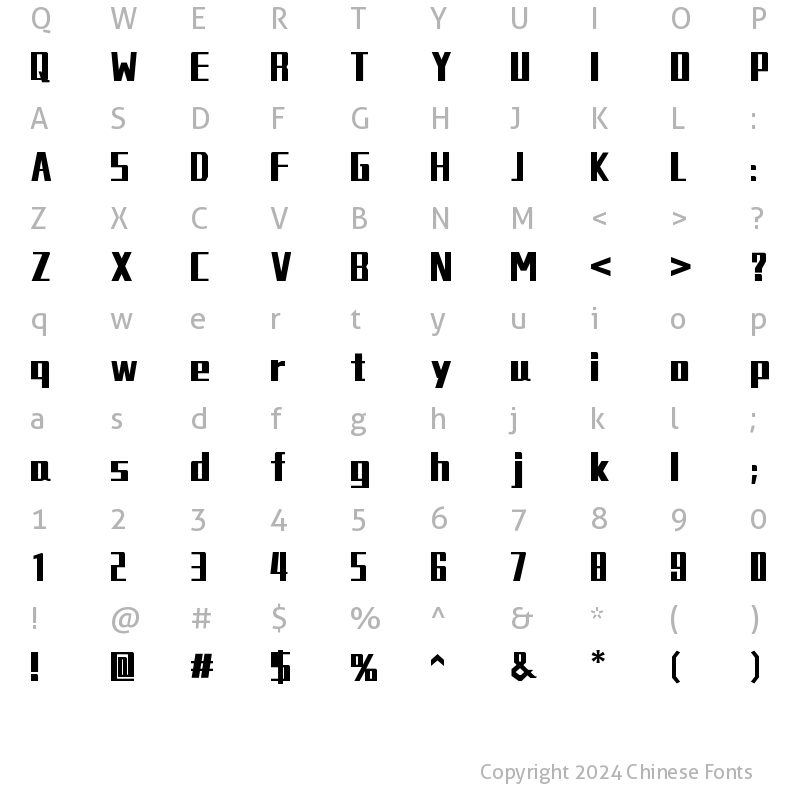 Q W E R T Y U I O P
Q W E R T Y U I O P
A S D F G H J K L :
A S D F G H J K L :
Z X C V B N M < > ?
Z X C V B N M < > ?
q w e r t y u i o p
q w e r t y u i o p
a s d f g h j k l ;
a s d f g h j k l ;
1 2 3 4 5 6 7 8 9 0
1 2 3 4 5 6 7 8 9 0
! @ # $ % ^ & * ( )
! @ # $ % ^ & * ( )
Copyright 2024 Chinese Fonts